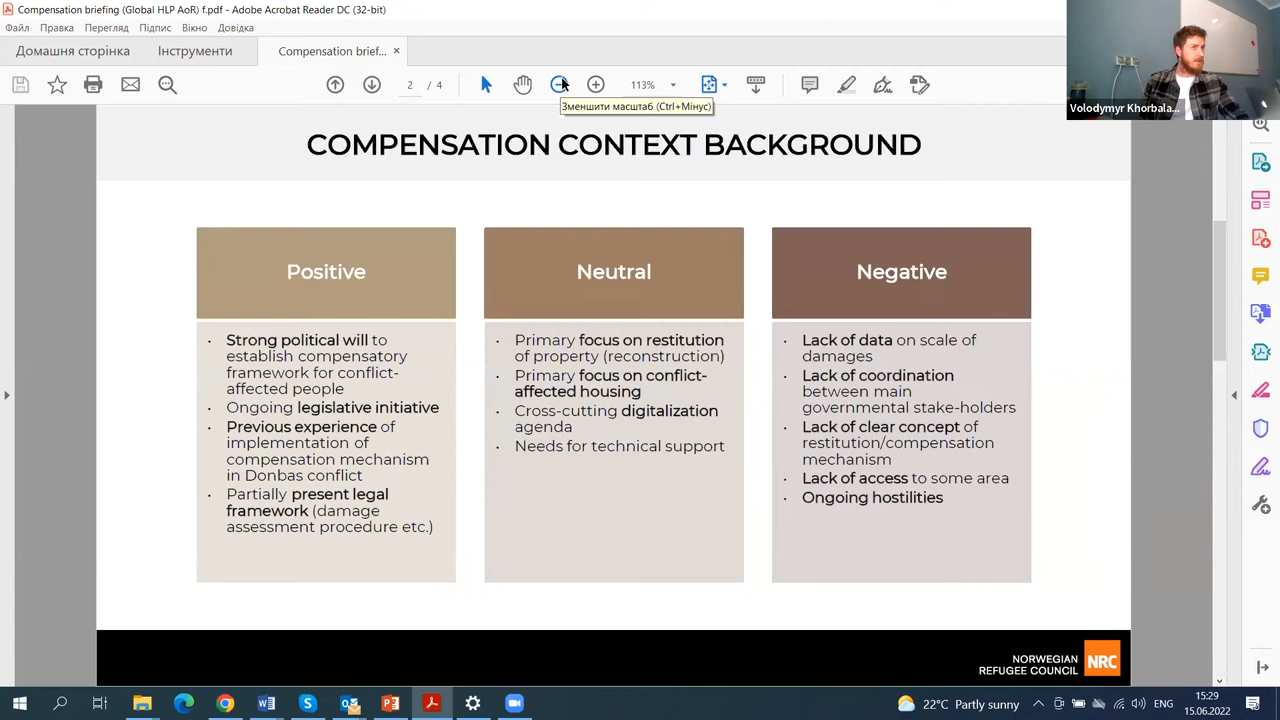 Compensation briefing (Global HLP AoR) f.pdf - Adobe Acrobat Reader DC (32-bit)
Файл Правка Перегляд Підпис Вікно Довідка
Домашня сторінка Інструменти Compensation brief... ×
2 / 4 113%
Зменшити масштаб (Ctrl+Мінус)
Volodymyr Khorbala...
COMPENSATION CONTEXT BACKGROUND
Positive
· Strong political will to
establish compensatory
framework for conflict-
affected people
· Ongoing legislative initiative
· Previous experience of
implementation of
compensation mechanism
in Donbas conflict
· Partially present legal
framework (damage
assessment procedure etc.)
Neutral
· Primary focus on restitution
of property (reconstruction)
· Primary focus on conflict-
affected housing
· Cross-cutting digitalization
agenda
· Needs for technical support
Negative
· Lack of data on scale of
damages
· Lack of coordination
between main
governmental stake-holders
· Lack of clear concept of
restitution/compensation
mechanism
· Lack of access to some area
· Ongoing hostilities
NORWEGIAN
REFUGEE COUNCIL
NRC
22°C Partly sunny
ENG
15:29
15.06.2022